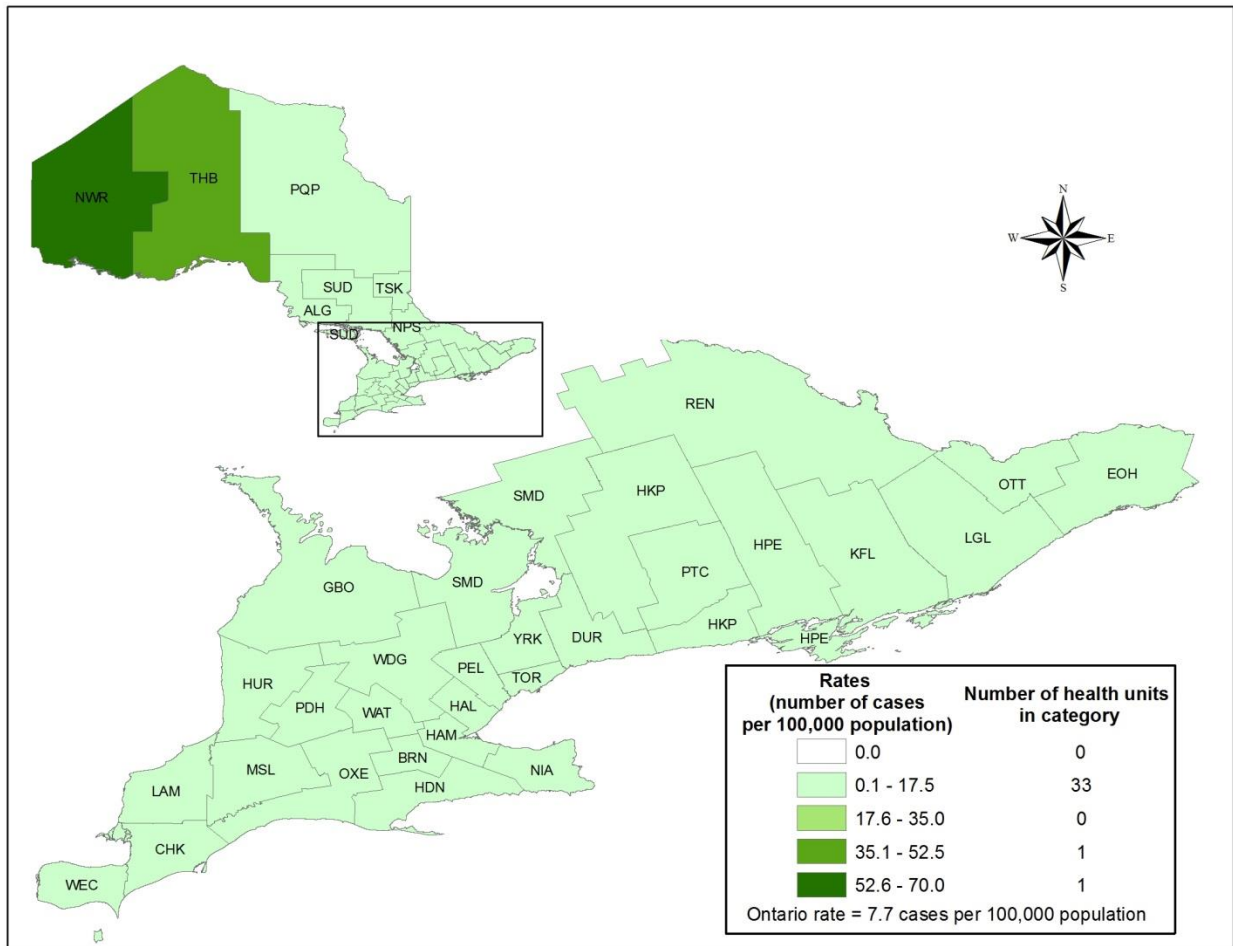 N
W E
S
NWR
THB
PQP
SUD
TSK
ALG
SUD
NPS
REN
SMD
HKP
OTT
EOH
HPE
KFL
LGL
PTC
GBO
SMD
HKP
HPE
YRK
DUR
WDG
PEL
TOR
HUR
PDH
WAT
HAL
HAM
MSL
OXE
BRN
NIA
HDN
LAM
CHK
WEC
Rates
(number of cases
per 100,000 population)
Number of health units
in category
0.0 0
0.1 - 17.5 33
17.6 - 35.0 0
35.1 - 52.5 1
52.6 - 70.0 1
Ontario rate = 7.7 cases per 100,000 population